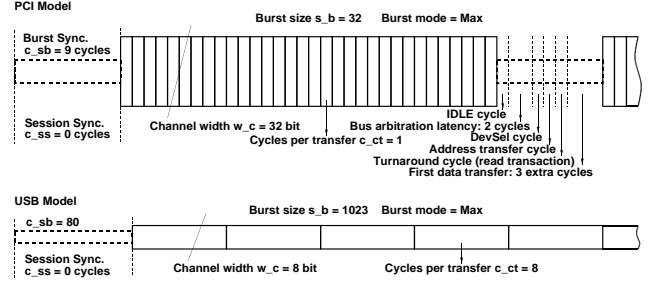 PCI Model
Burst size s_b = 32 Burst mode = Max
Burst Sync.
c_sb = 9 cycles
Session Sync.
c_ss = 0 cycles
Channel width w_c = 32 bit
Cycles per transfer c_ct = 1
IDLE cycle
Bus arbitration latency: 2 cycles
DevSel cycle
Address transfer cycle
Turnaround cycle (read transaction)
First data transfer: 3 extra cycles
USB Model
Burst size s_b = 1023 Burst mode = Max
c_sb = 80
Session Sync.
c_ss = 0 cycles
Channel width w_c = 8 bit
Cycles per transfer c_ct = 8